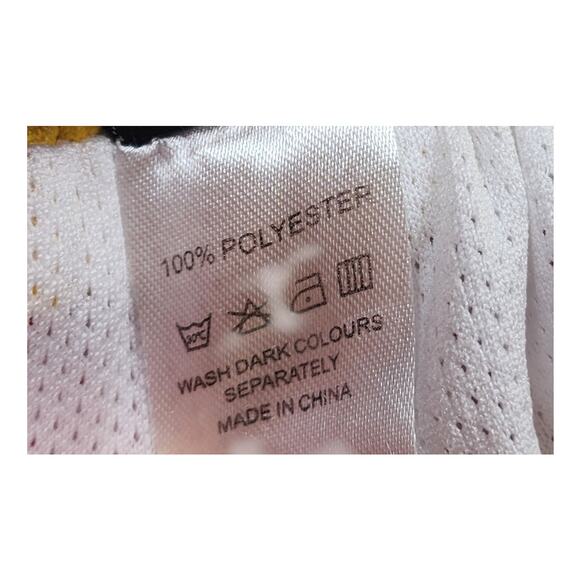 100% POLYESTER
WASH DARK COLOURS
SEPARATELY
MADE IN CHINA